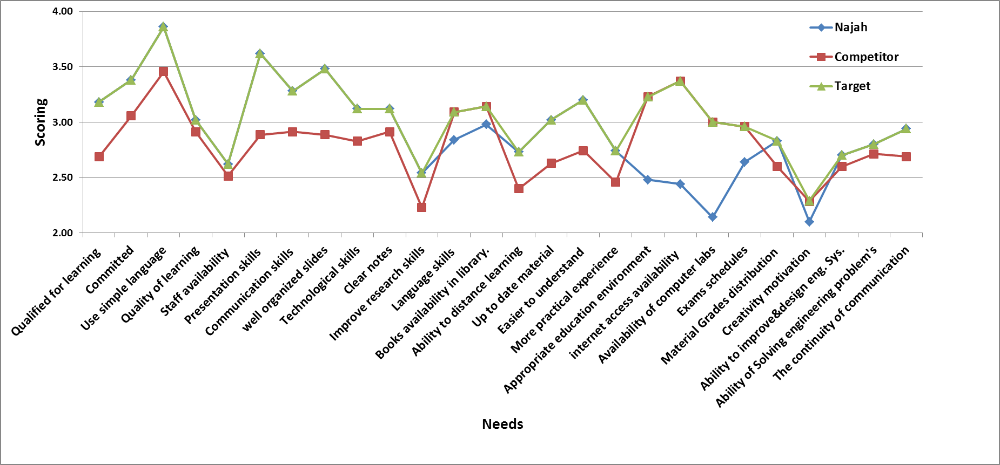 4.00
3.50
3.00
2.50
2.00
Scoring
Najah
Competitor
Target
Qualified for learning
Committed
Use simple language
Quality of learning
Staff availability
Presentation skills
Communication skills
well organized slides
Technological skills
Clear notes
Improve research skills
Language skills
Books availability in library.
Ability to distance learning
Up to date material
Easier to understand
More practical experience
Appropriate education environment
internet access availability
Availability of computer labs
Exams schedules
Material Grades distribution
Creativity motivation
Ability to improve&design eng. Sys.
Ability of Solving engineering problem's
The continuity of communication
Needs